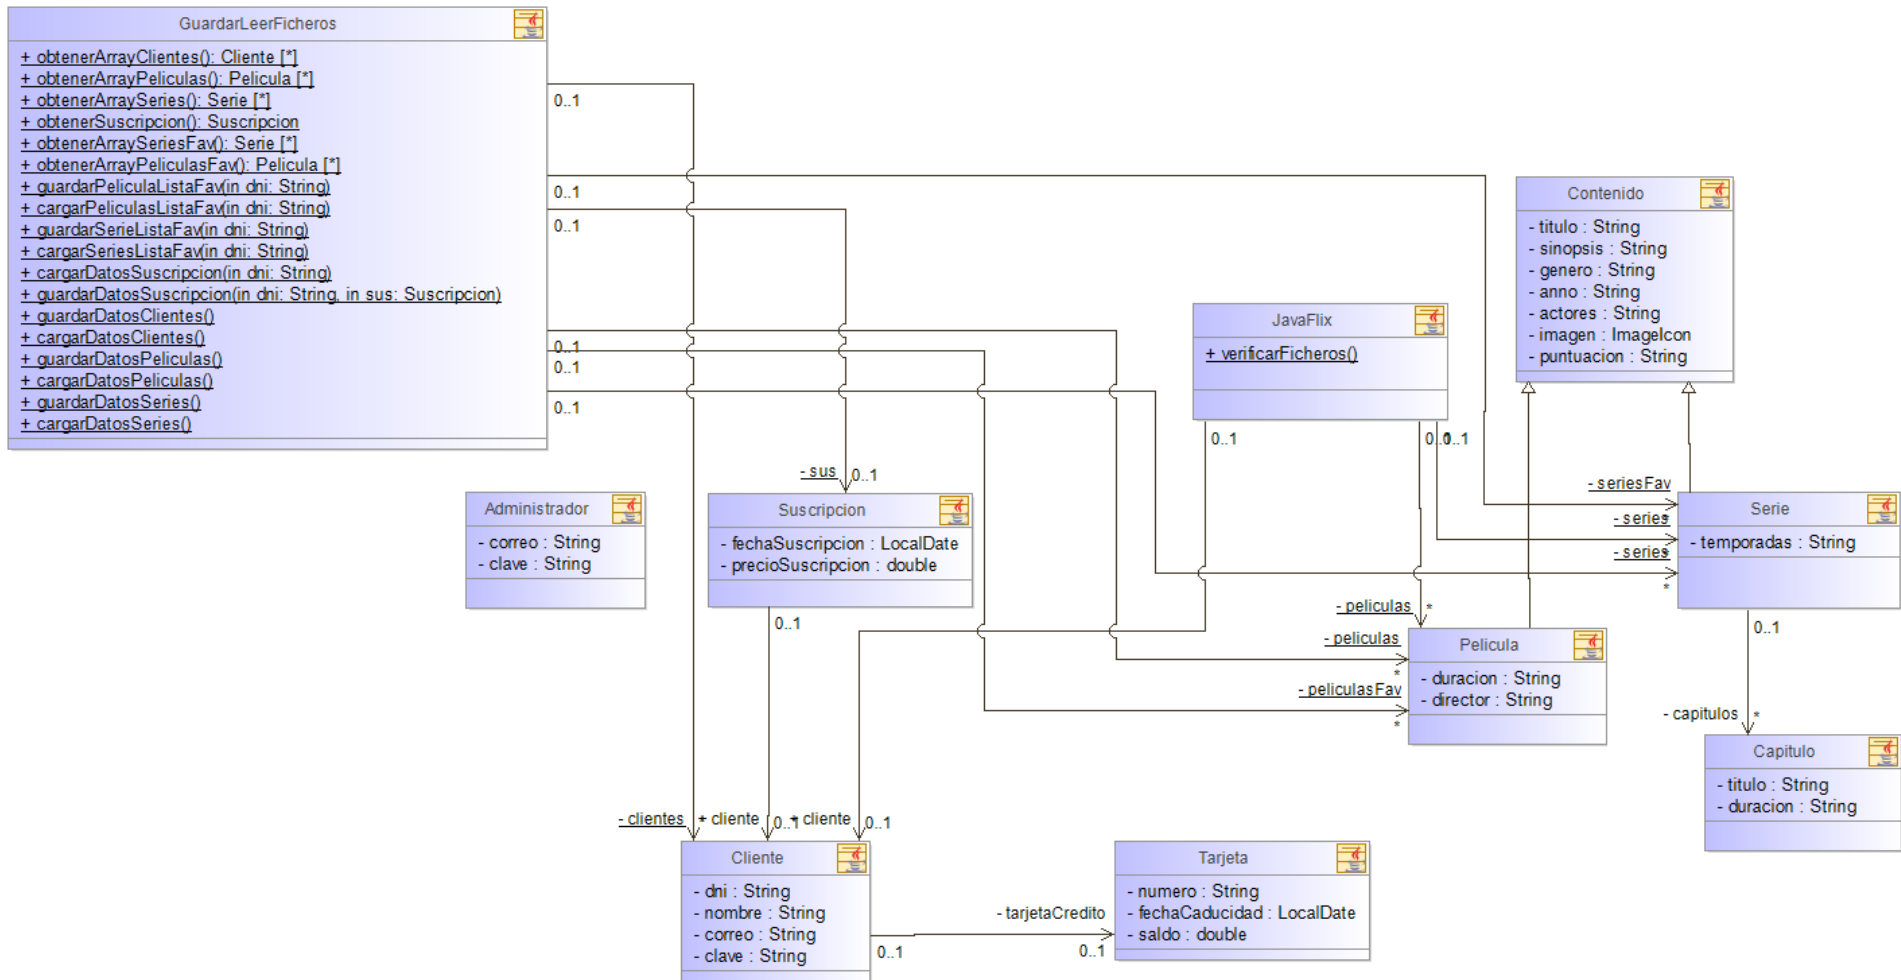 GuardarLeerFicheros
+ obtenerArrayClientes(): Cliente [*]
+ obtenerArrayPeliculas(): Pelicula [*]
+ obtenerArraySeries(): Serie [*]
+ obtenerSuscripcion(): Suscripcion
+ obtenerArraySeriesFav(): Serie [*]
+ obtenerArrayPeliculasFav(): Pelicula [*]
+ guardarPeliculaListaFav(in dni: String)
+ cargarPeliculasListaFav(in dni: String)
+ guardarSerieListaFav(in dni: String)
+ cargarSeriesListaFav(in dni: String)
+ cargarDatosSuscripcion(in dni: String)
+ guardarDatosSuscripcion(in dni: String, in sus: Suscripcion)
+ guardarDatosClientes()
+ cargarDatosClientes()
+ guardarDatosPeliculas()
+ cargarDatosPeliculas()
+ guardarDatosSeries()
+ cargarDatosSeries()
0..1
0..1
0..1
0..1
0..1
0..1
Contenido
- titulo : String
- sinopsis : String
- genero : String
- anno : String
- actores : String
- imagen : ImageIcon
- puntuacion : String
JavaFlix
+ verificarFicheros()
0..1
0..1
0..1
- sus
0..1
Administrador
- correo : String
- clave : String
Suscripcion
- fechaSuscripcion : LocalDate
- precioSuscripcion : double
0..1
- seriesFav
*
- series
*
- series
*
Serie
- temporadas : String
0..1
- peliculas
*
- peliculas
*
- peliculasFav
*
Pelicula
- duracion : String
- director : String
- capitulos
*
Capitulo
- titulo : String
- duracion : String
- clientes
+ cliente
0..1
+ cliente
0..1
Cliente
- dni : String
- nombre : String
- correo : String
- clave : String
0..1
- tarjetaCredito
0..1
Tarjeta
- numero : String
- fechaCaducidad : LocalDate
- saldo : double